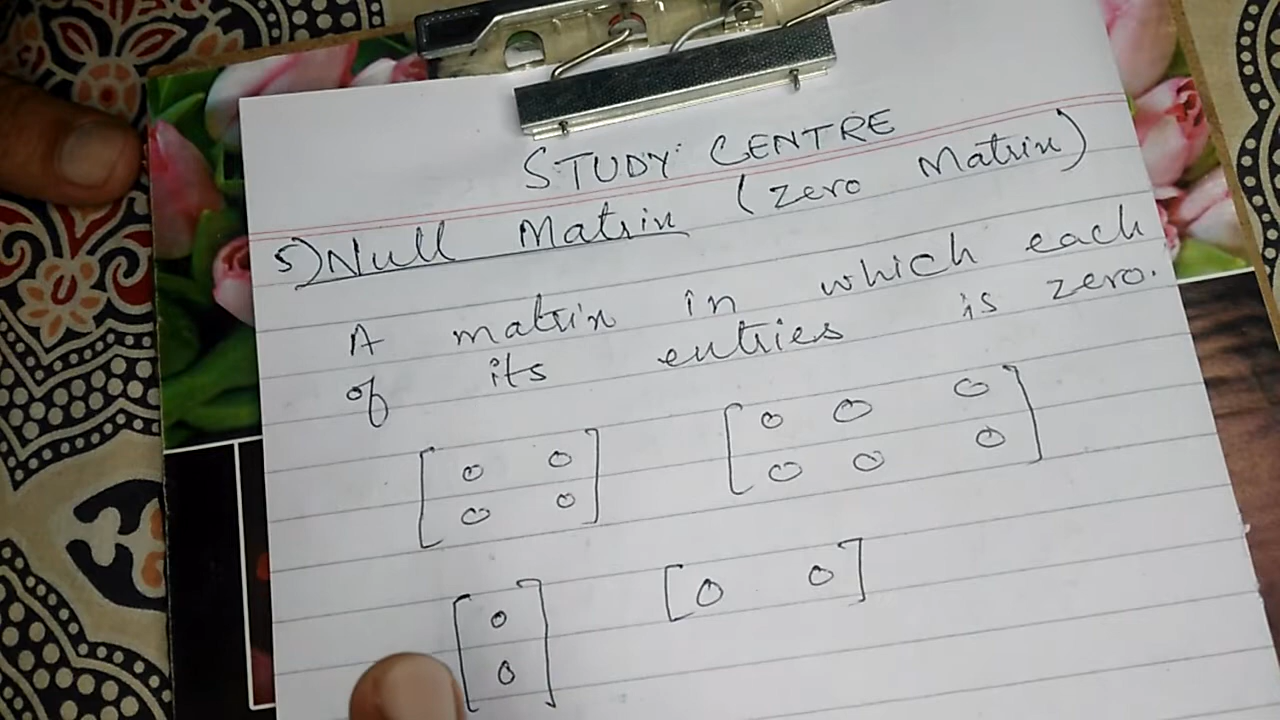 STUDY CENTRE
5) Null Matrix (zero Matrix)
A matrix in which each
of its entries is zero.
[0 0 [0 0 0
0 0] 0 0 0]
[0 [0 0]
0]